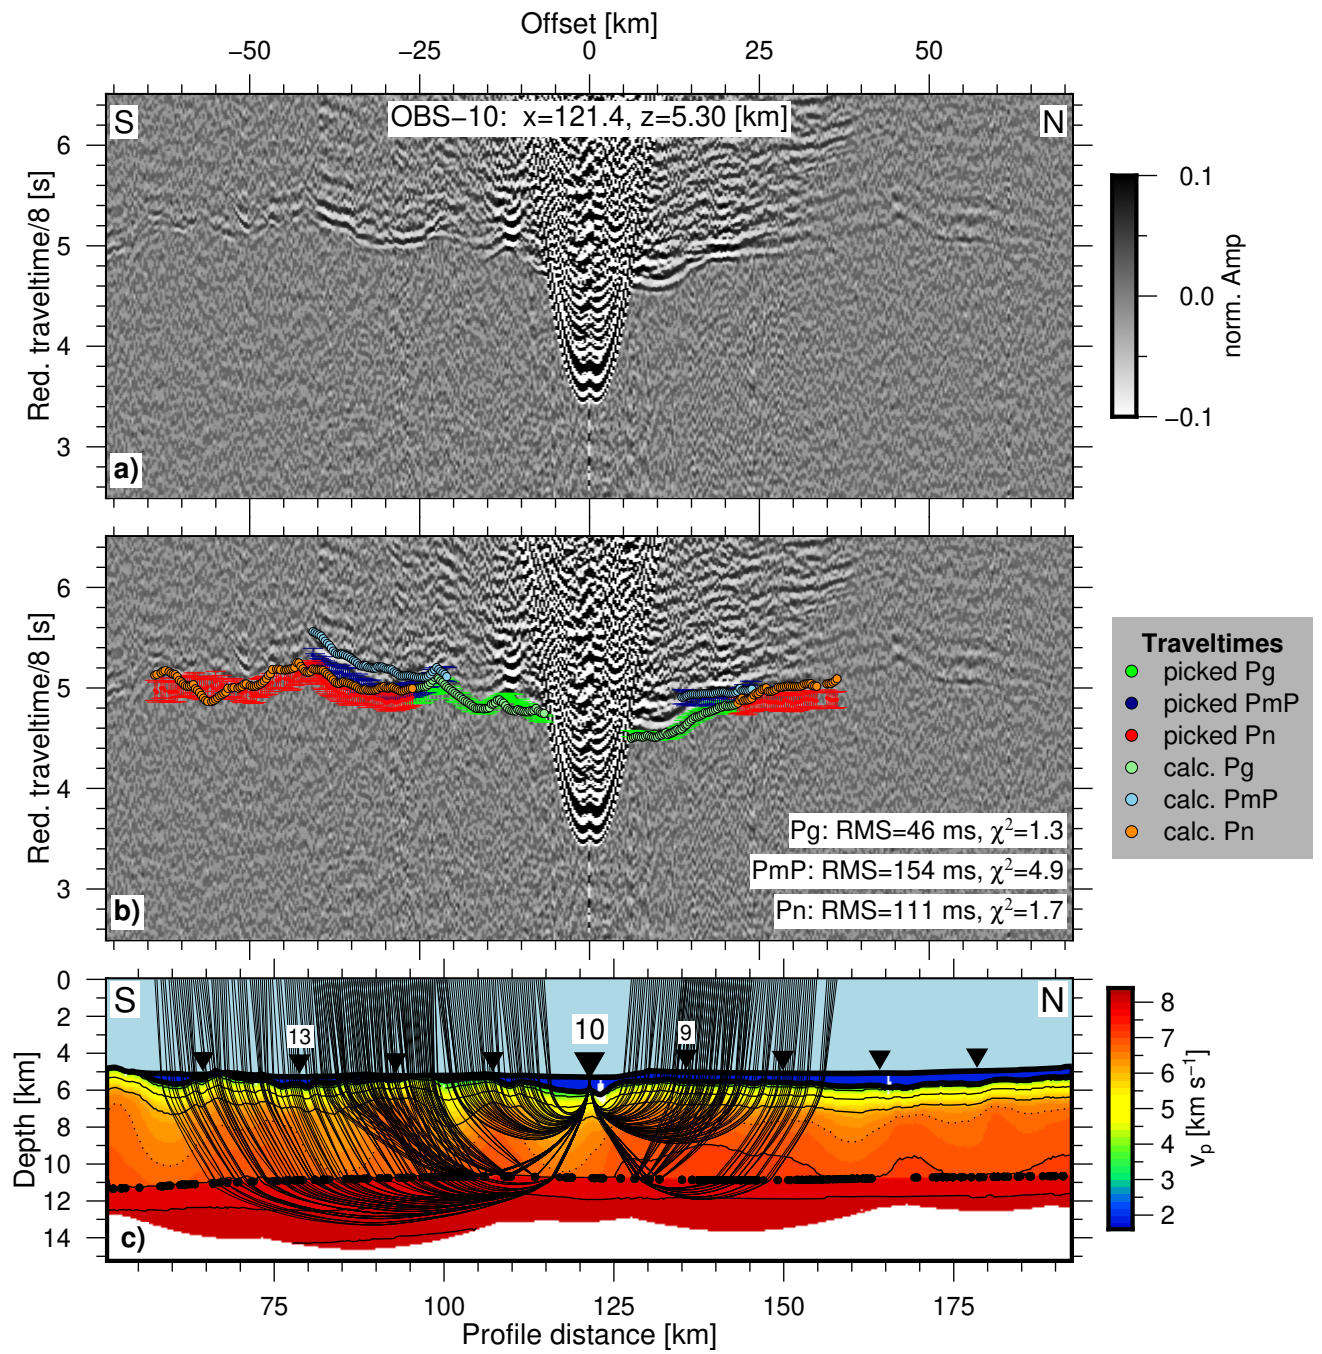 Offset [km]
−50 −25 0 25 50
S
OBS−10: x=121.4, z=5.30 [km]
N
Red. traveltime/8 [s]
6
5
4
3
a)
0.1
0.0
−0.1
norm. Amp
Red. traveltime/8 [s]
6
5
4
3
b)
Pg: RMS=46 ms, χ²=1.3
PmP: RMS=154 ms, χ²=4.9
Pn: RMS=111 ms, χ²=1.7
Traveltimes
picked Pg
picked PmP
picked Pn
calc. Pg
calc. PmP
calc. Pn
Depth [km]
0
2
4
6
8
10
12
14
S
13
10
9
N
c)
75 100 125 150 175
Profile distance [km]
8
7
6
5
4
3
2
vp [km s⁻¹]